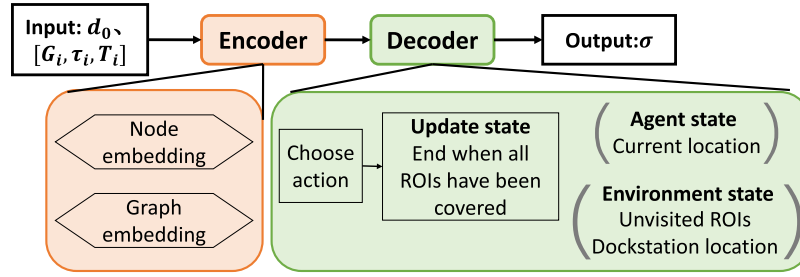 Input: d₀、
[Gᵢ, τᵢ, Tᵢ]
Encoder
Decoder
Output:σ
Node
embedding
Graph
embedding
Choose
action
Update state
End when all
ROIs have been
covered
Agent state
Current location
Environment state
Unvisited ROIs
Dockstation location